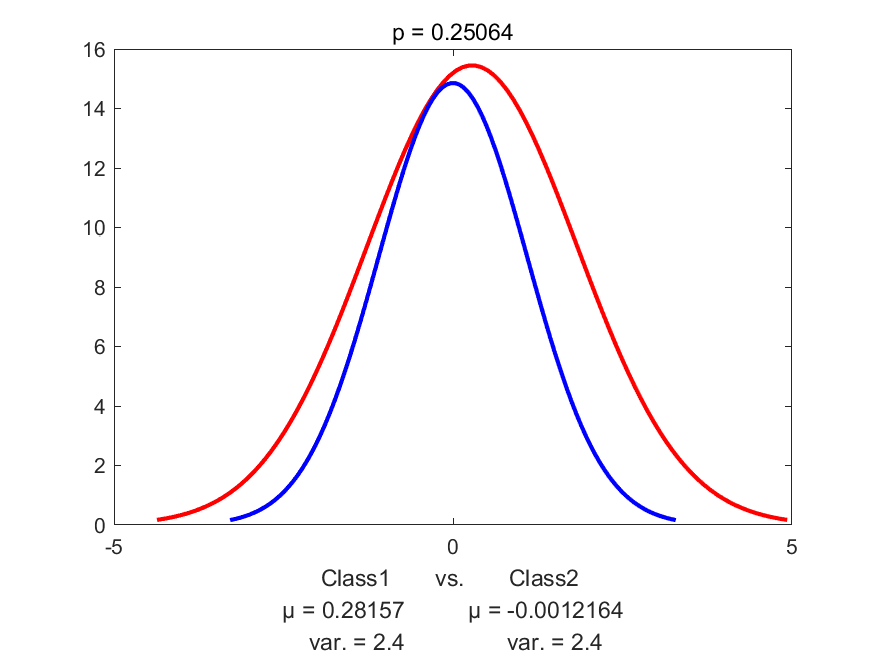 p = 0.25064
16
14
12
10
8
6
4
2
0
-5 0 5
Class1 vs. Class2
μ = 0.28157 μ = -0.0012164
var. = 2.4 var. = 2.4